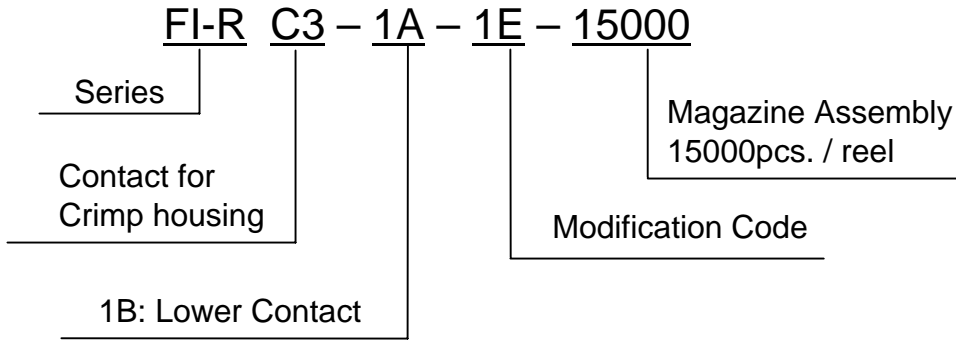 FI-R C3 – 1A – 1E – 15000
Series
Magazine Assembly
15000pcs. / reel
Contact for
Crimp housing
Modification Code
1B: Lower Contact